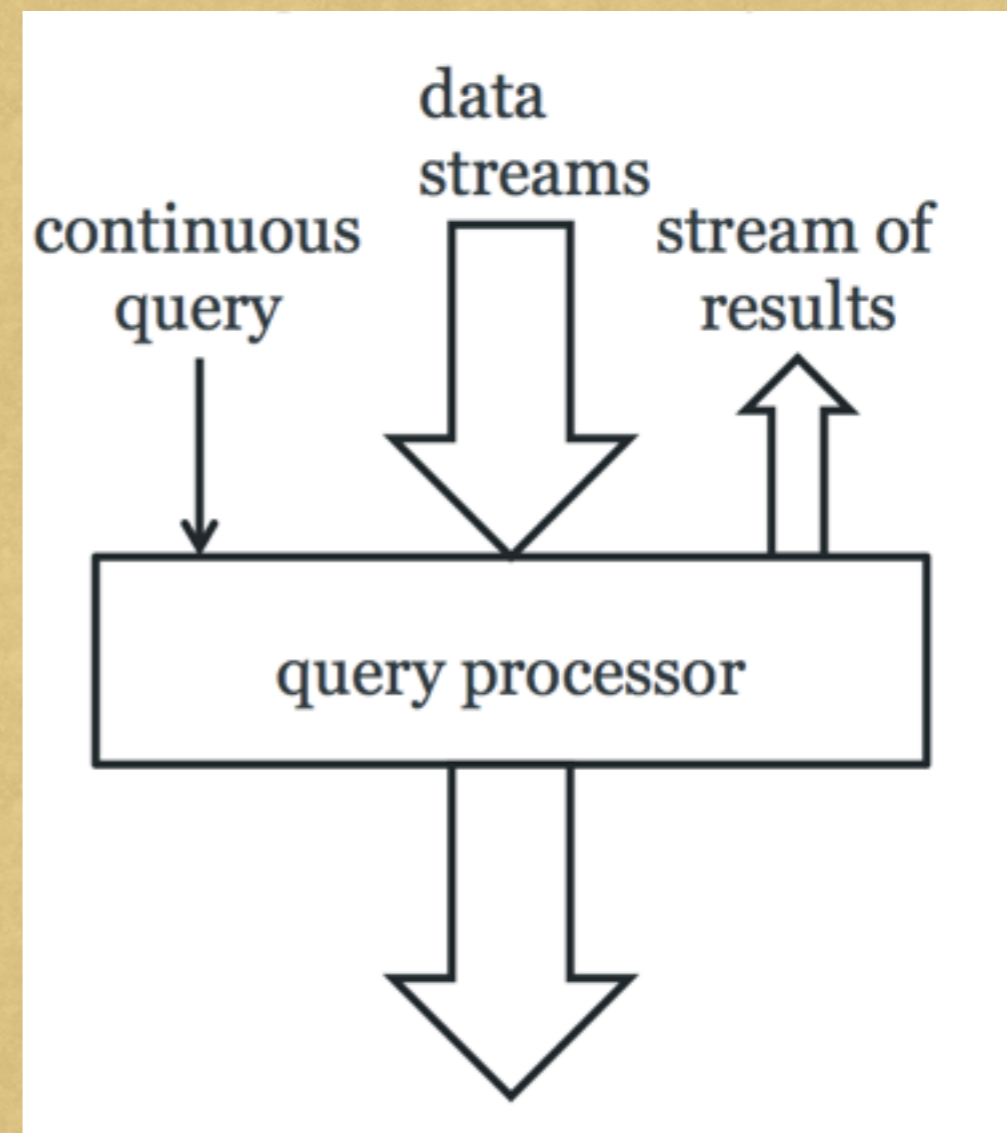 data
streams
continuous
query
stream of
results
query processor